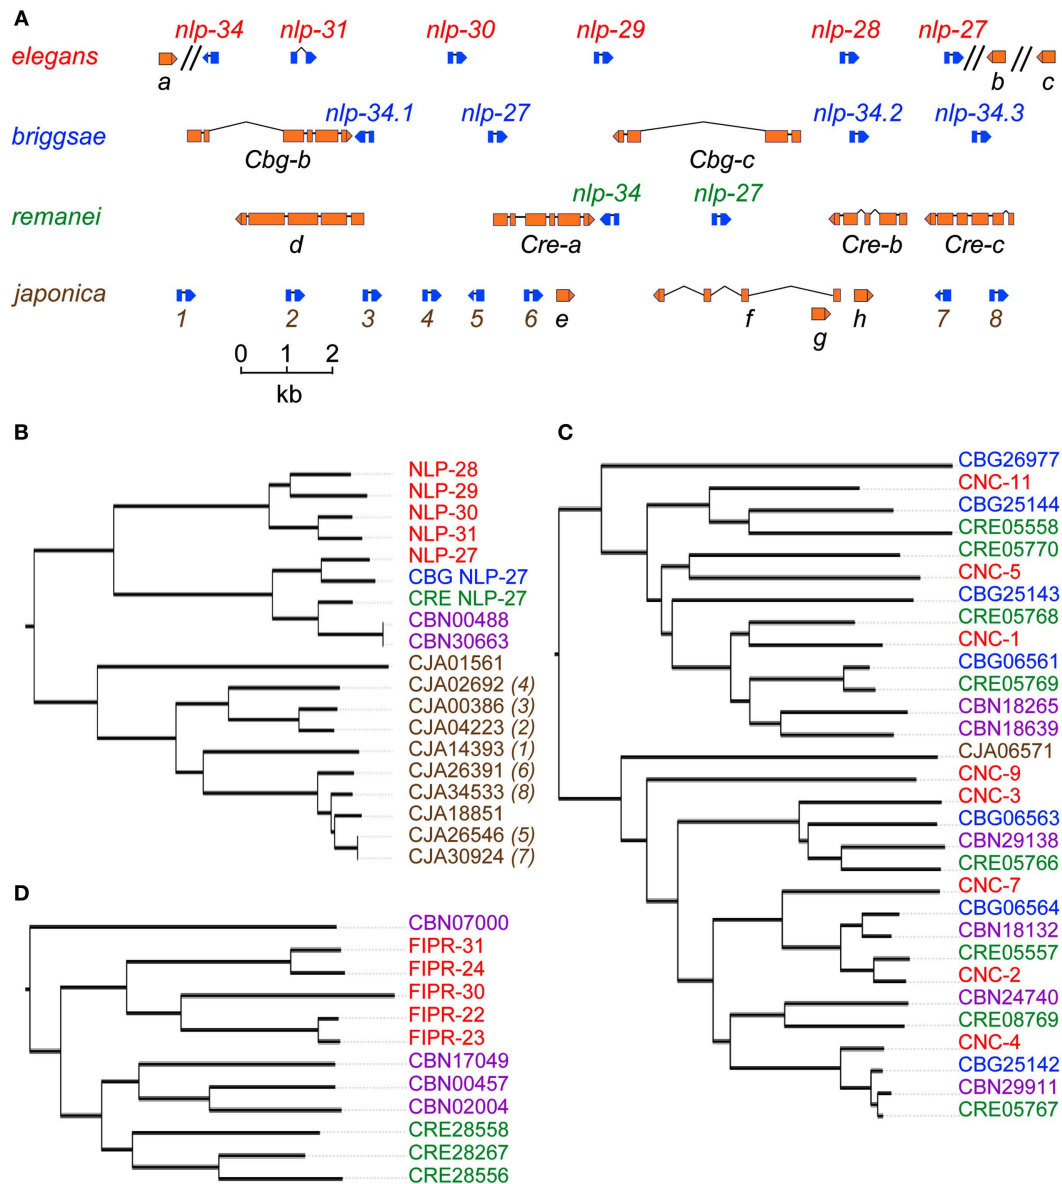 A
nlp-34 nlp-31 nlp-30 nlp-29 nlp-28 nlp-27
elegans
a b c
nlp-34.1 nlp-27 nlp-34.2 nlp-34.3
briggsae
Cbg-b Cbg-c
nlp-34 nlp-27
remanei
d Cre-a Cre-b Cre-c
japonica
1 2 3 4 5 6 e f g h 7 8
0 1 2
kb
B
NLP-28
NLP-29
NLP-30
NLP-31
NLP-27
CBG NLP-27
CRE NLP-27
CBN00488
CBN30663
CJA01561
CJA02692 (4)
CJA00386 (3)
CJA04223 (2)
CJA14393 (1)
CJA26391 (6)
CJA34533 (8)
CJA18851
CJA26546 (5)
CJA30924 (7)
C
CBG26977
CNC-11
CBG25144
CRE05558
CRE05770
CNC-5
CBG25143
CRE05768
CNC-1
CBG06561
CRE05769
CBN18265
CBN18639
CJA06571
CNC-9
CNC-3
CBG06563
CBN29138
CRE05766
CNC-7
CBG06564
CBN18132
CRE05557
CNC-2
CBN24740
CRE08769
CNC-4
CBG25142
CBN29911
CRE05767
D
CBN07000
FIPR-31
FIPR-24
FIPR-30
FIPR-22
FIPR-23
CBN17049
CBN00457
CBN02004
CRE28558
CRE28267
CRE28556